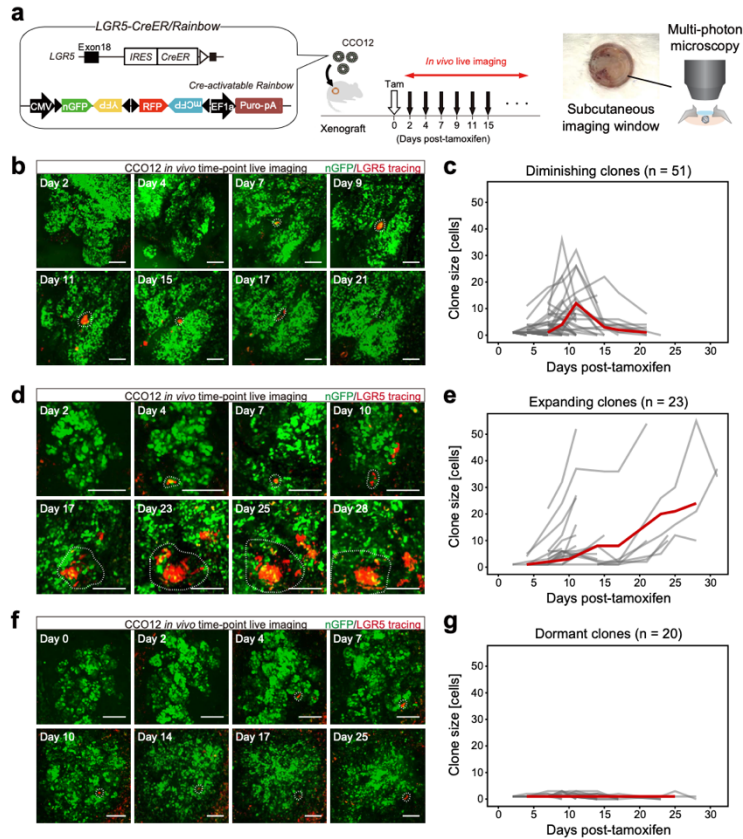 a
LGR5-CreER/Rainbow
Exon18
LGR5
IRES
CreER
Cre-activatable Rainbow
CMV
nGFP
YFP
RFP
mCFP
EF1a
Puro-pA
CCO12
Xenograft
In vivo live imaging
Tam
0 2 4 7 9 11 15
(Days post-tamoxifen)
Subcutaneous
imaging window
Multi-photon
microscopy
b
CCO12 in vivo time-point live imaging nGFP/LGR5 tracing
Day 2
Day 4
Day 7
Day 9
Day 11
Day 15
Day 17
Day 21
c
Diminishing clones (n = 51)
Clone size [cells]
50
40
30
20
10
0
0 5 10 15 20 25 30
Days post-tamoxifen
d
CCO12 in vivo time-point live imaging nGFP/LGR5 tracing
Day 2
Day 4
Day 7
Day 10
Day 17
Day 23
Day 25
Day 28
e
Expanding clones (n = 23)
Clone size [cells]
50
40
30
20
10
0
0 5 10 15 20 25 30
Days post-tamoxifen
f
CCO12 in vivo time-point live imaging nGFP/LGR5 tracing
Day 0
Day 2
Day 4
Day 7
Day 10
Day 14
Day 17
Day 25
g
Dormant clones (n = 20)
Clone size [cells]
50
40
30
20
10
0
0 5 10 15 20 25 30
Days post-tamoxifen